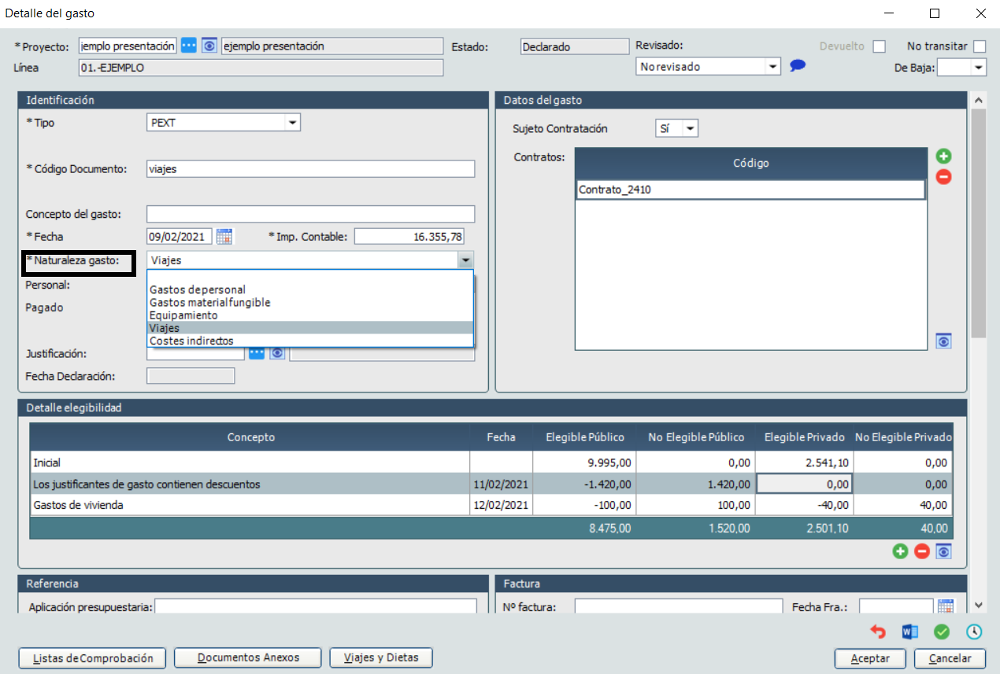 Detalle del gasto
* Proyecto: jemplo presentación ejemplo presentación Estado: Declarado Revisado: Devuelto No transitar
Línea 01.-EJEMPLO No revisado De Baja:
Identificación
* Tipo PEXT
* Código Documento: viajes
Concepto del gasto:
* Fecha 09/02/2021 * Imp. Contable: 16.355,78
* Naturaleza gasto: Viajes
Gastos de personal
Personal:
Gastos material fungible
Pagado
Equipamiento
Viajes
Costes indirectos
Justificación:
Fecha Declaración:
Datos del gasto
Sujeto Contratación Sí
Contratos: Código
Contrato_2410
Detalle elegibilidad
Concepto Fecha Elegible Público No Elegible Público Elegible Privado No Elegible Privado
Inicial 9.995,00 0,00 2.541,10 0,00
Los justificantes de gasto contienen descuentos 11/02/2021 -1.420,00 1.420,00 0,00 0,00
Gastos de vivienda 12/02/2021 -100,00 100,00 -40,00 40,00
8.475,00 1.520,00 2.501,10 40,00
Referencia
Aplicación presupuestaria:
Factura
Nº factura: Fecha Fra.:
W
Listas de Comprobación Documentos Anexos Viajes y Dietas Aceptar Cancelar